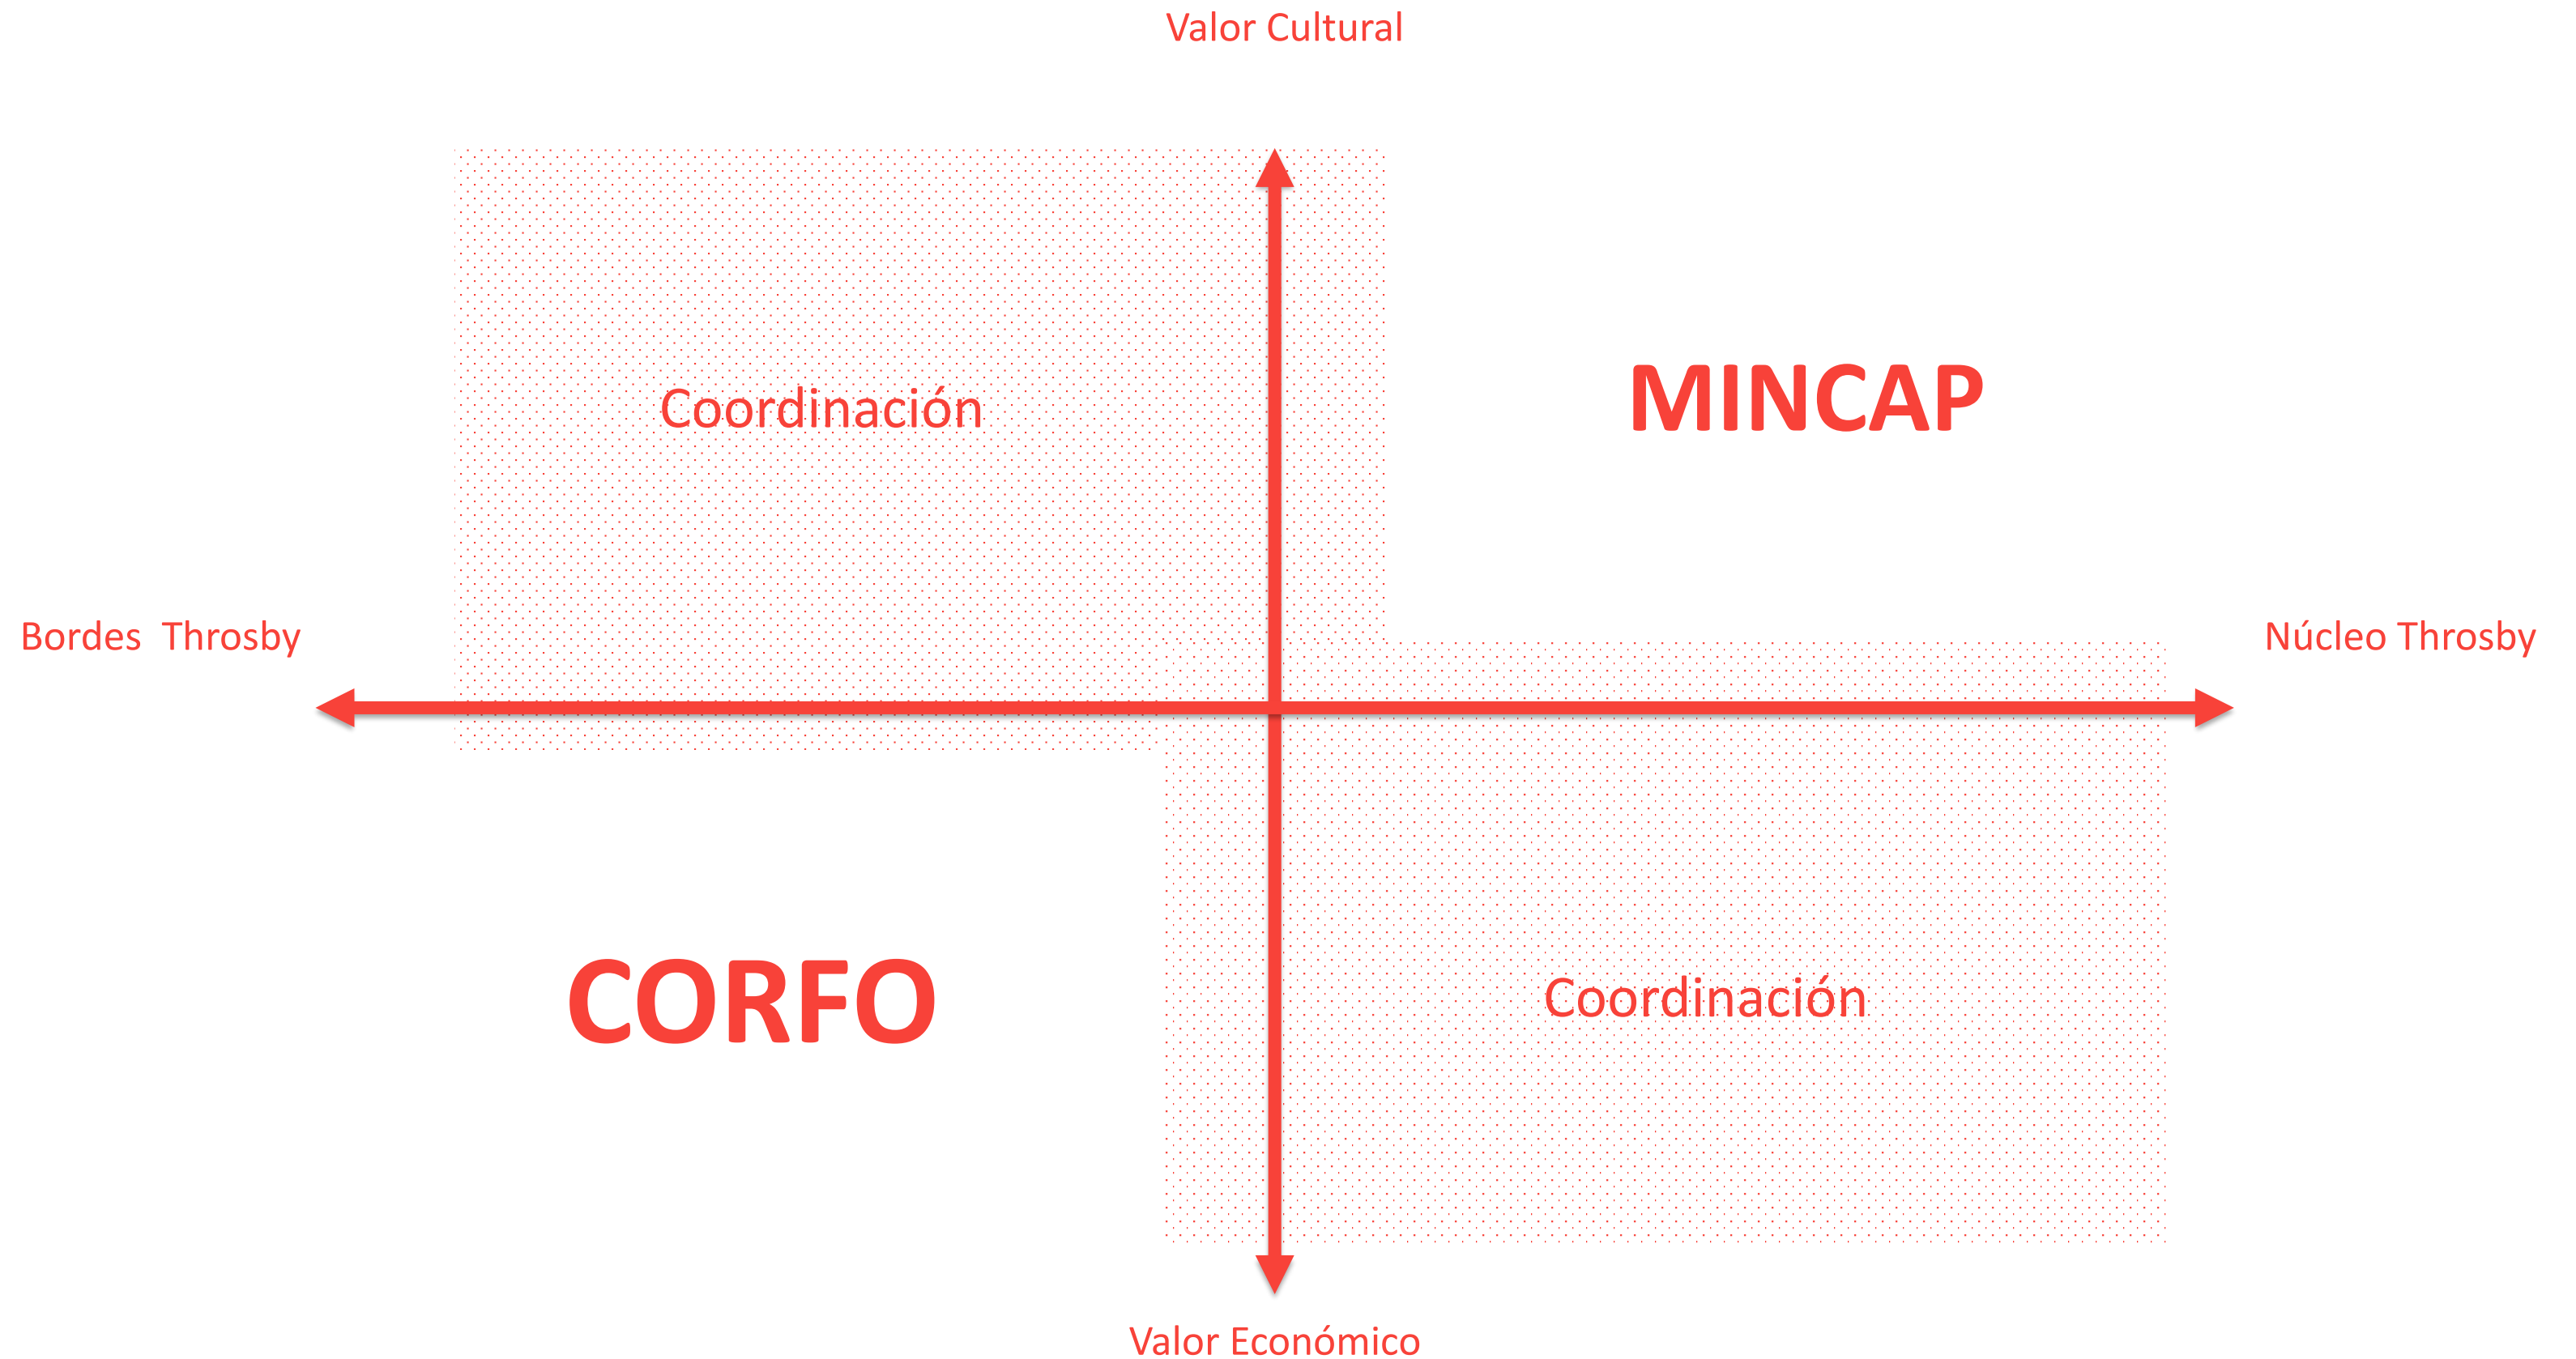 Valor Cultural
MINCAP
Coordinación
Bordes Throsby
Núcleo Throsby
CORFO
Coordinación
Valor Económico